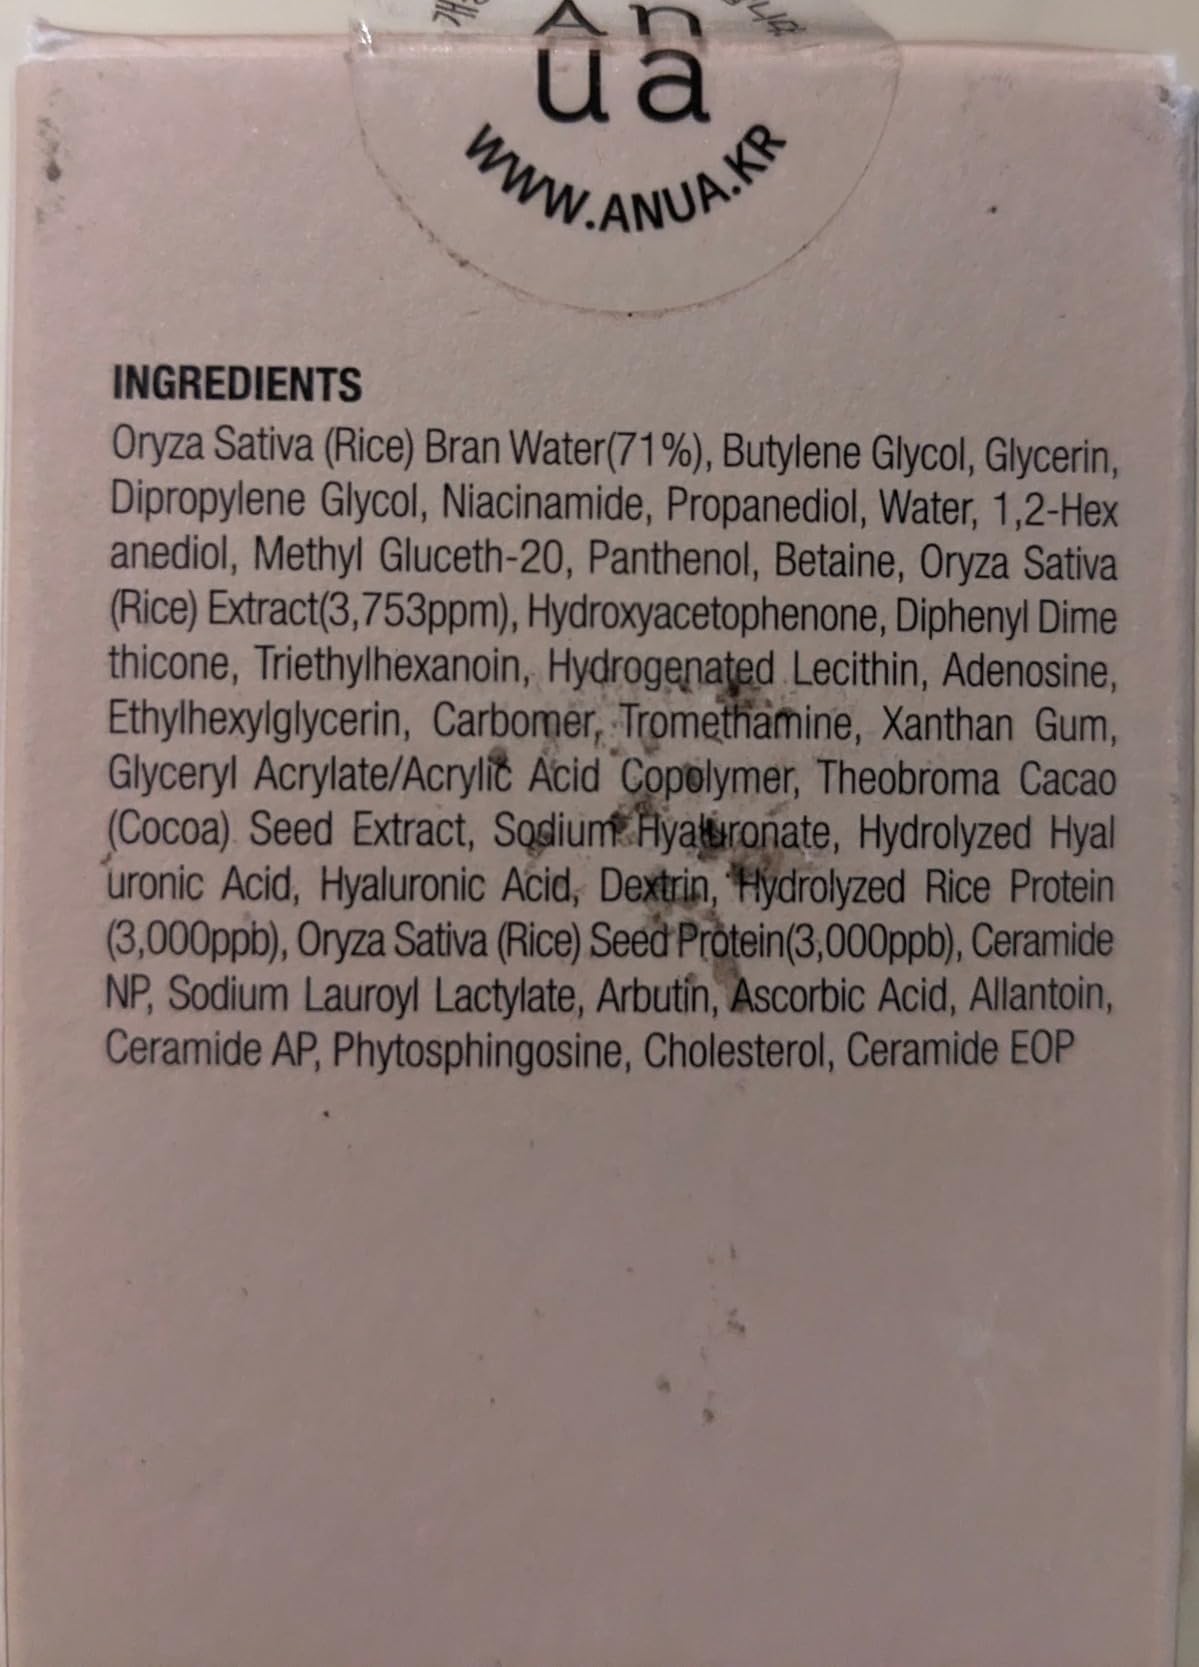 An
ua
WWW.ANUA.KR
INGREDIENTS
Oryza Sativa (Rice) Bran Water(71%), Butylene Glycol, Glycerin,
Dipropylene Glycol, Niacinamide, Propanediol, Water, 1,2-Hex
anediol, Methyl Gluceth-20, Panthenol, Betaine, Oryza Sativa
(Rice) Extract(3,753ppm), Hydroxyacetophenone, Diphenyl Dime
thicone, Triethylhexanoin, Hydrogenated Lecithin, Adenosine,
Ethylhexylglycerin, Carbomer, Tromethamine, Xanthan Gum,
Glyceryl Acrylate/Acrylic Acid Copolymer, Theobroma Cacao
(Cocoa) Seed Extract, Sodium Hyaluronate, Hydrolyzed Hyal
uronic Acid, Hyaluronic Acid, Dextrin, Hydrolyzed Rice Protein
(3,000ppb), Oryza Sativa (Rice) Seed Protein(3,000ppb), Ceramide
NP, Sodium Lauroyl Lactylate, Arbutin, Ascorbic Acid, Allantoin,
Ceramide AP, Phytosphingosine, Cholesterol, Ceramide EOP